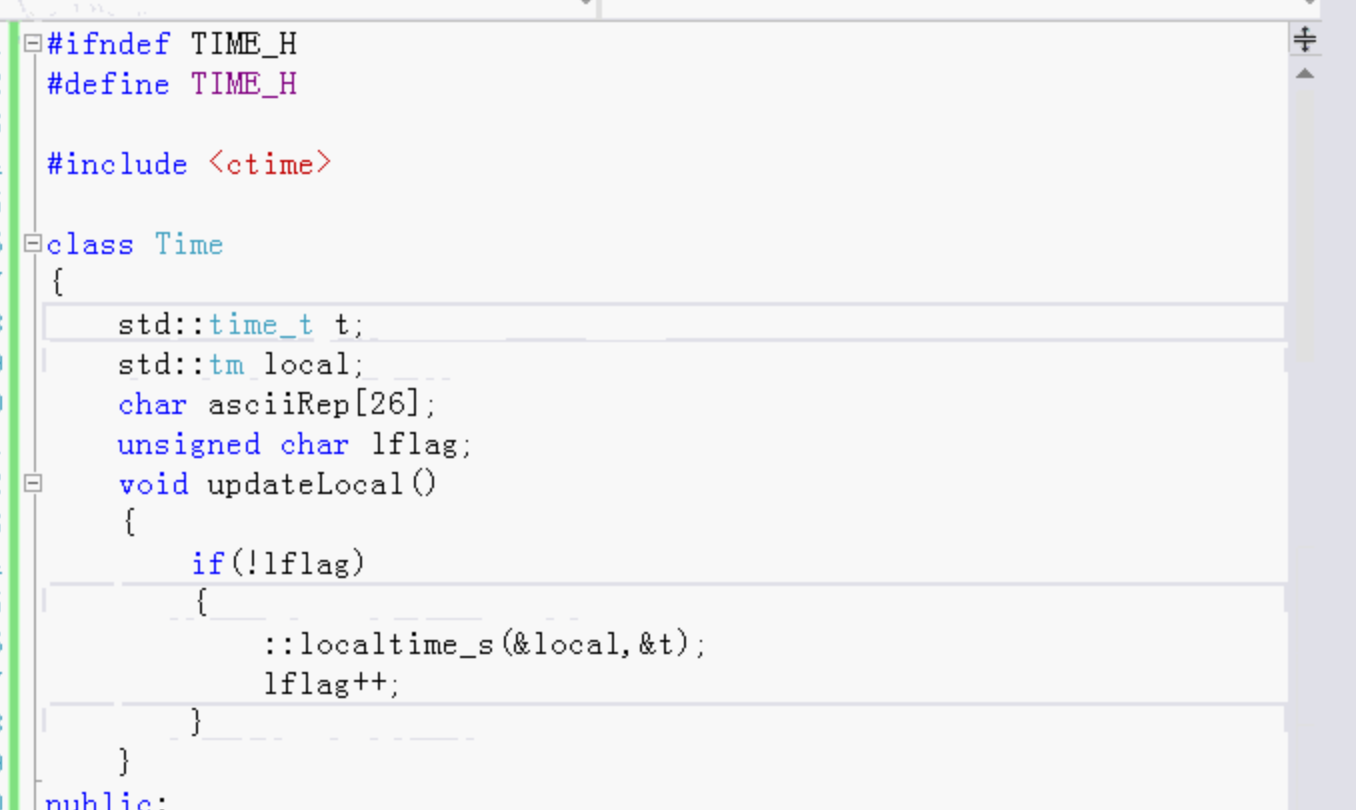 #ifndef TIME_H
#define TIME_H
#include <ctime>
class Time
{
std::time_t t;
std::tm local;
char asciiRep[26];
unsigned char lflag;
void updateLocal()
{
if(!lflag)
{
::localtime_s(&local,&t);
lflag++;
}
}
public: